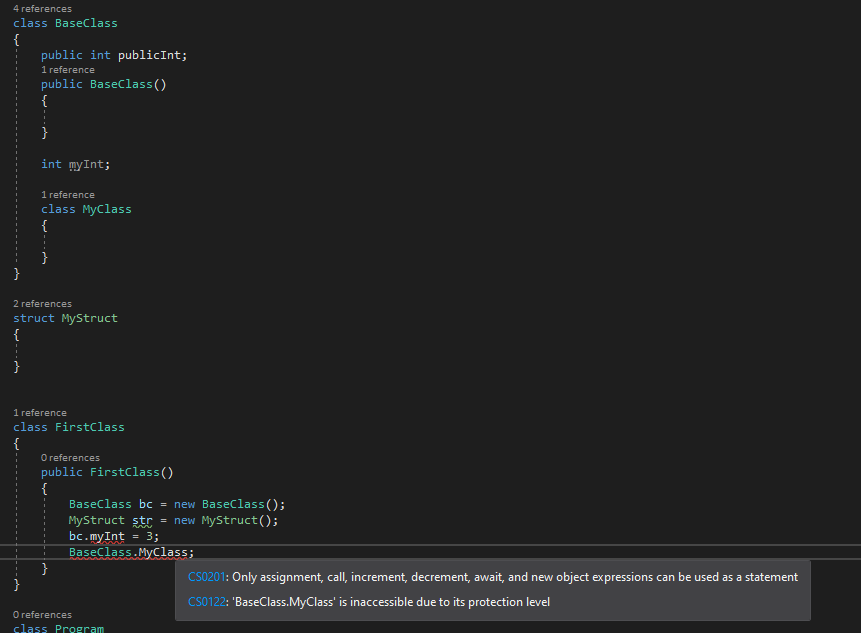 4 references
class BaseClass
{
public int publicInt;
1 reference
public BaseClass()
{
}
int myInt;
1 reference
class MyClass
{
}
}
2 references
struct MyStruct
{
}
1 reference
class FirstClass
{
0 references
public FirstClass()
{
BaseClass bc = new BaseClass();
MyStruct str = new MyStruct();
bc.myInt = 3;
BaseClass.MyClass;
}
CS0201: Only assignment, call, increment, decrement, await, and new object expressions can be used as a statement
}
CS0122: 'BaseClass.MyClass' is inaccessible due to its protection level
0 references
class Program